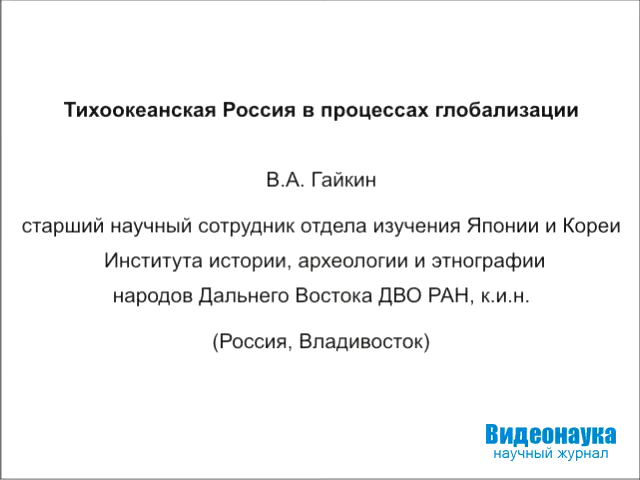 Тихоокеанская Россия в процессах глобализации
В.А. Гайкин
старший научный сотрудник отдела изучения Японии и Кореи
Института истории, археологии и этнографии
народов Дальнего Востока ДВО РАН, к.и.н.
(Россия, Владивосток)
Видеонаука
научный журнал